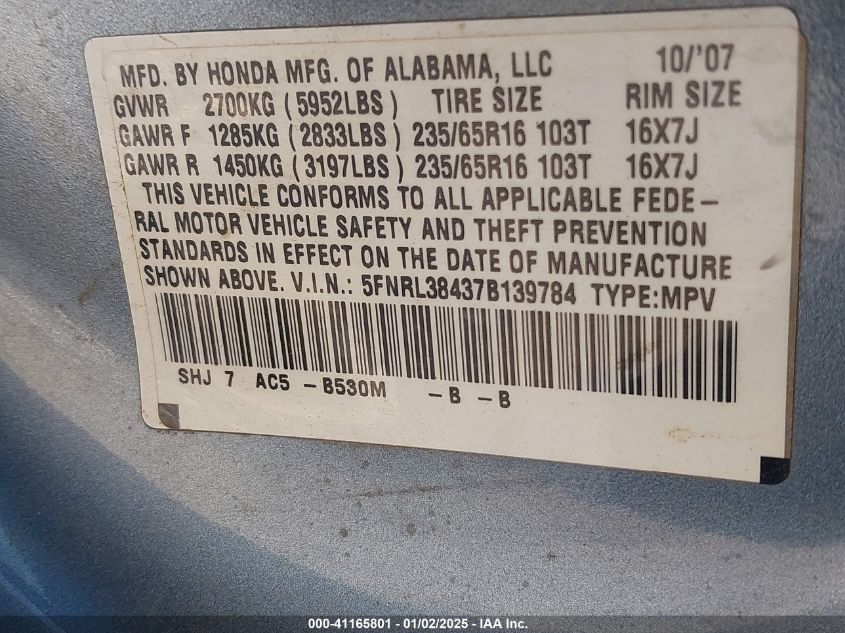 MFD. BY HONDA MFG. OF ALABAMA, LLC 10/'07
GVWR 2700KG (5952LBS) TIRE SIZE RIM SIZE
GAWR F 1285KG (2833LBS) 235/65R16 103T 16X7J
GAWR R 1450KG (3197LBS) 235/65R16 103T 16X7J
THIS VEHICLE CONFORMS TO ALL APPLICABLE FEDE-
RAL MOTOR VEHICLE SAFETY AND THEFT PREVENTION
STANDARDS IN EFFECT ON THE DATE OF MANUFACTURE
SHOWN ABOVE. V.I.N.: 5FNRL38437B139784 TYPE:MPV
SHJ 7 AC5 -B530M -B -B
000-41165801 - 01/02/2025 - IAA Inc.